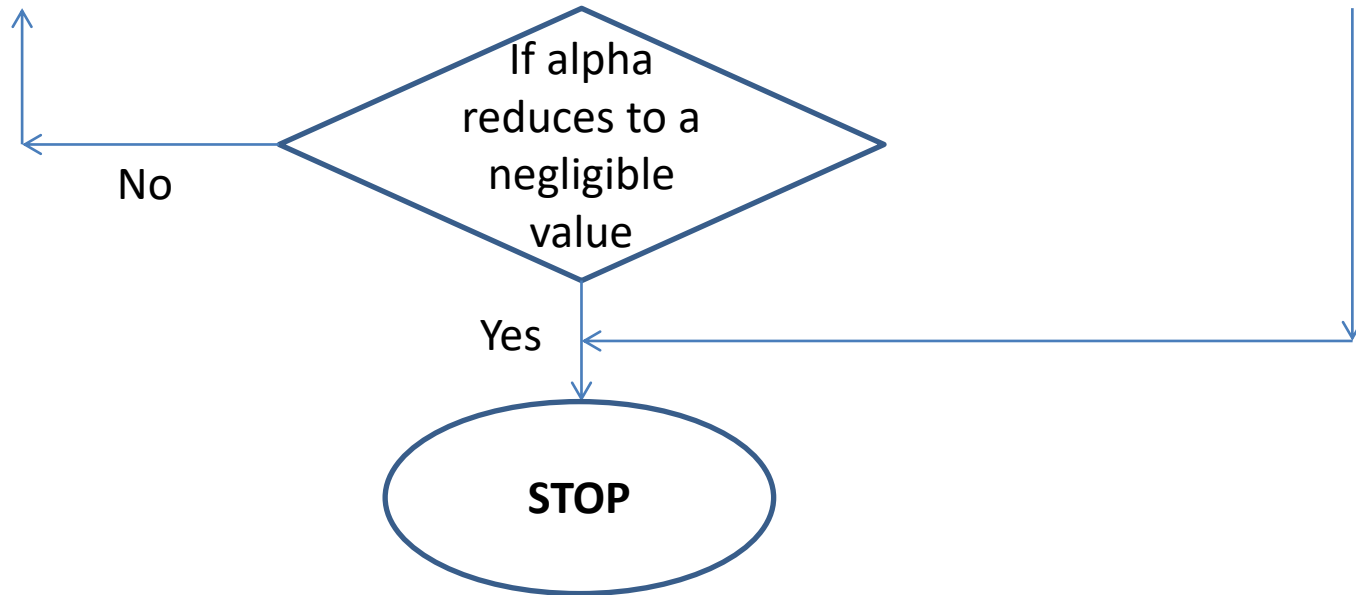 If alpha
reduces to a
negligible
value
No
Yes
STOP